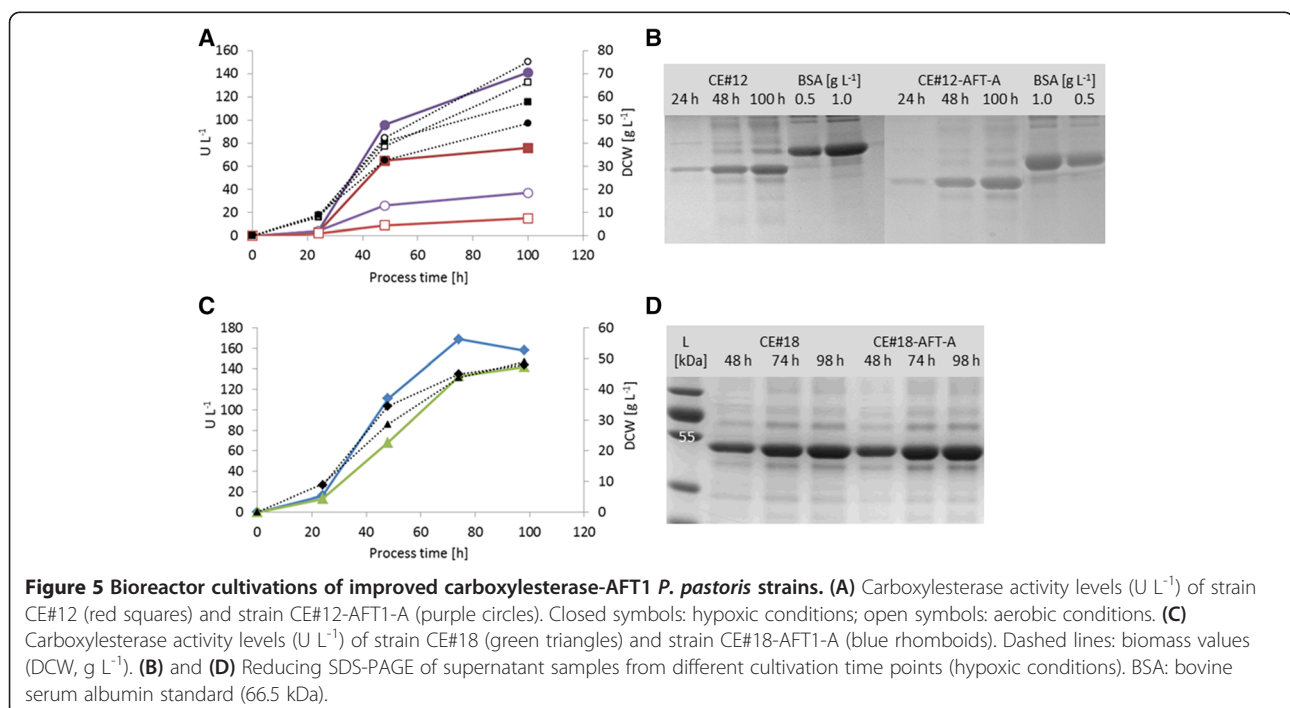 A
160
140
120
100
80
60
40
20
0
U L-1
80
70
60
50
40
30
20
10
0
DCW [g L-1]
0 20 40 60 80 100 120
Process time [h]
B
CE#12 BSA [g L-1] CE#12-AFT-A BSA [g L-1]
24 h 48 h 100 h 0.5 1.0 24 h 48 h 100 h 1.0 0.5
C
180
160
140
120
100
80
60
40
20
0
U L-1
60
50
40
30
20
10
0
DCW [g L-1]
0 20 40 60 80 100 120
Process time [h]
D
L CE#18 CE#18-AFT-A
[kDa] 48 h 74 h 98 h 48 h 74 h 98 h
55
Figure 5 Bioreactor cultivations of improved carboxylesterase-AFT1 P. pastoris strains. (A) Carboxylesterase activity levels (U L-1) of strain
CE#12 (red squares) and strain CE#12-AFT1-A (purple circles). Closed symbols: hypoxic conditions; open symbols: aerobic conditions. (C)
Carboxylesterase activity levels (U L-1) of strain CE#18 (green triangles) and strain CE#18-AFT1-A (blue rhomboids). Dashed lines: biomass values
(DCW, g L-1). (B) and (D) Reducing SDS-PAGE of supernatant samples from different cultivation time points (hypoxic conditions). BSA: bovine
serum albumin standard (66.5 kDa).